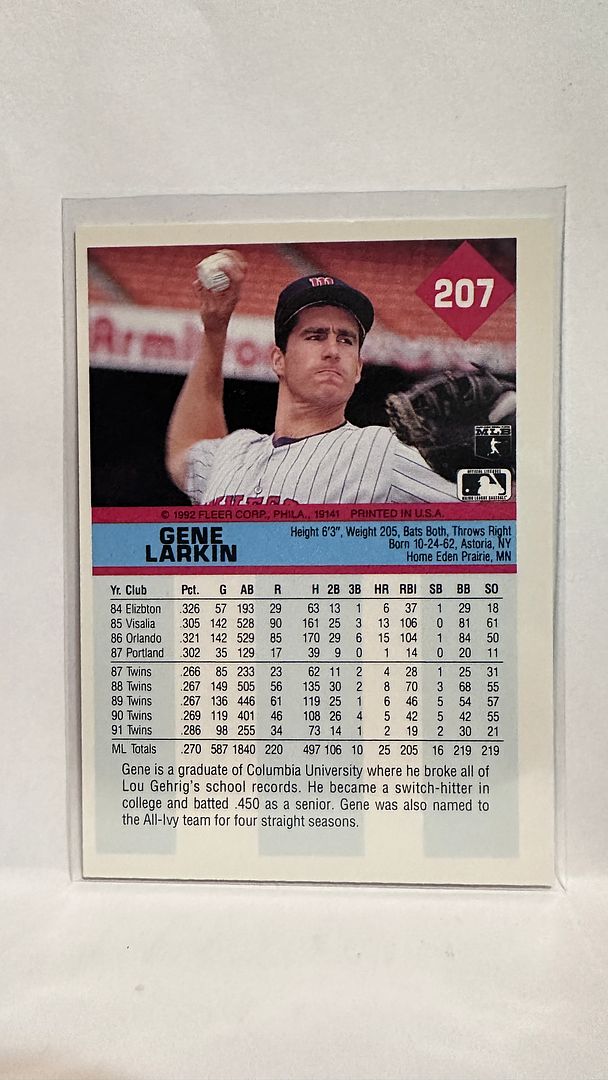 207
m
Armstrong
MLB
OFFICIAL LICENSEE
MAJOR LEAGUE BASEBALL
© 1992 FLEER CORP., PHILA., 19141 PRINTED IN U.S.A.
GENE
LARKIN
Height 6'3", Weight 205, Bats Both, Throws Right
Born 10-24-62, Astoria, NY
Home Eden Prairie, MN
Yr. Club Pct. G AB R H 2B 3B HR RBI SB BB SO
84 Elizbton .326 57 193 29 63 13 1 6 37 1 29 18
85 Visalia .305 142 528 90 161 25 3 13 106 0 81 61
86 Orlando .321 142 529 85 170 29 6 15 104 1 84 50
87 Portland .302 35 129 17 39 9 0 1 14 0 20 11
87 Twins .266 85 233 23 62 11 2 4 28 1 25 31
88 Twins .267 149 505 56 135 30 2 8 70 3 68 55
89 Twins .267 136 446 61 119 25 1 6 46 5 54 57
90 Twins .269 119 401 46 108 26 4 5 42 5 42 55
91 Twins .286 98 255 34 73 14 1 2 19 2 30 21
ML Totals .270 587 1840 220 497 106 10 25 205 16 219 219
Gene is a graduate of Columbia University where he broke all of
Lou Gehrig's school records. He became a switch-hitter in
college and batted .450 as a senior. Gene was also named to
the All-Ivy team for four straight seasons.